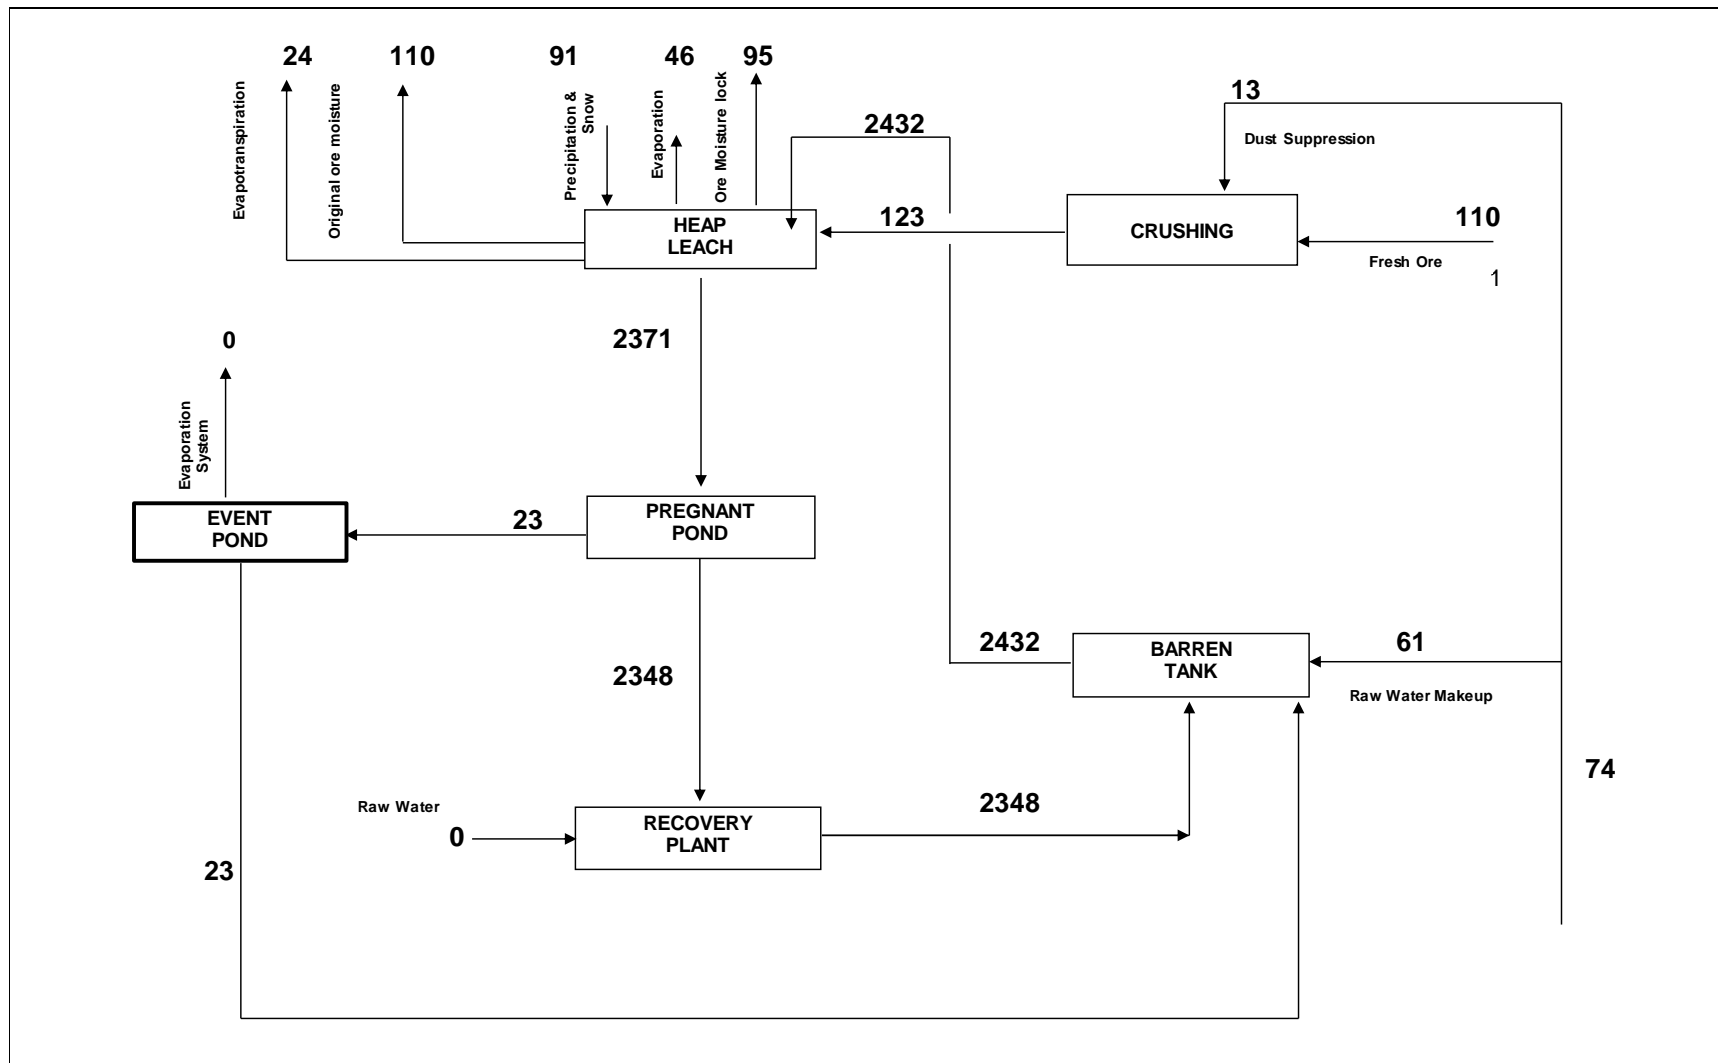 24
110
91
46
95
Evapotranspiration
Original ore moisture
Precipitation &
Snow
Evaporation
Ore Moisture lock
2432
13
Dust Suppression
HEAP
LEACH
123
CRUSHING
110
Fresh Ore
1
2371
0
Evaporation
System
EVENT
POND
23
PREGNANT
POND
2348
2432
BARREN
TANK
61
Raw Water Makeup
74
Raw Water
0
RECOVERY
PLANT
2348
23